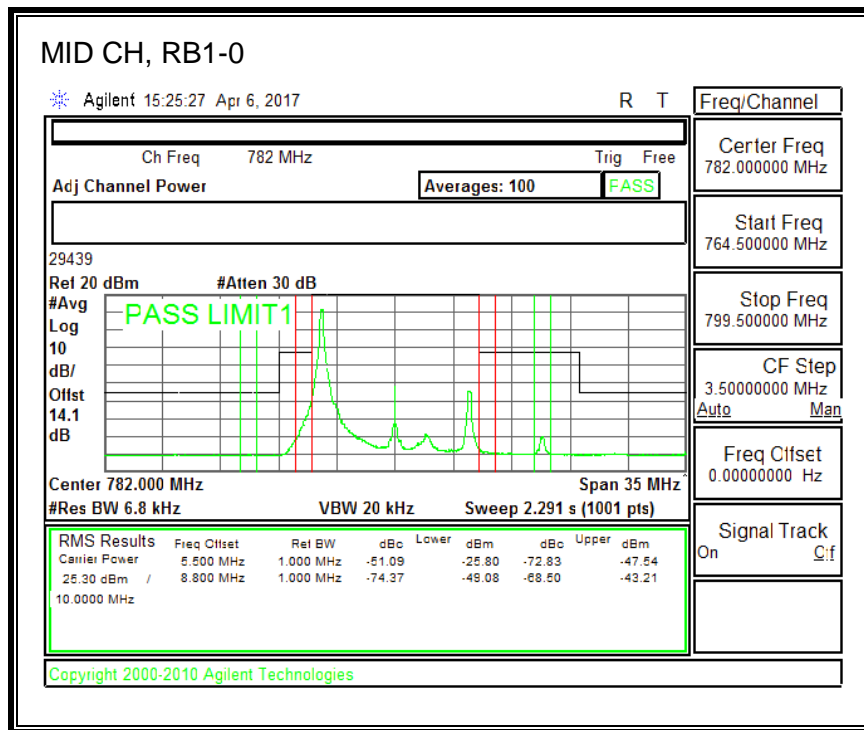 MID CH, RB1-0
Agilent 15:25:27 Apr 6, 2017 R T
Freq/Channel
Ch Freq 782 MHz Trig Free
Adj Channel Power Averages: 100 PASS
29439
Ref 20 dBm #Atten 30 dB
#Avg
Log
10
dB/
Offst
14.1
dB
PASS LIMIT1
Center 782.000 MHz Span 35 MHz
#Res BW 6.8 kHz VBW 20 kHz Sweep 2.291 s (1001 pts)
RMS Results Freq Offset Ref BW dBc Lower dBm dBc Upper dBm
Carrier Power 5.500 MHz 1.000 MHz -51.09 -25.80 -72.83 -47.54
25.30 dBm / 8.800 MHz 1.000 MHz -74.37 -49.08 -68.50 -43.21
10.0000 MHz
Center Freq
782.000000 MHz
Start Freq
764.500000 MHz
Stop Freq
799.500000 MHz
CF Step
3.50000000 MHz
Auto Man
Freq Offset
0.00000000 Hz
Signal Track
On Off
Copyright 2000-2010 Agilent Technologies